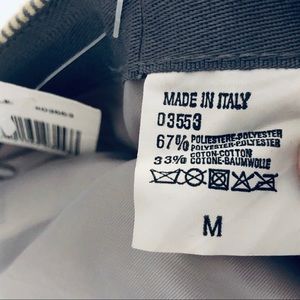 MADE IN ITALY
03553
67% POLIESTERE-POLYESTER
POLYESTER-POLYESTER
33% COTON-COTTON
COTONE-BAUMWOLLE
M